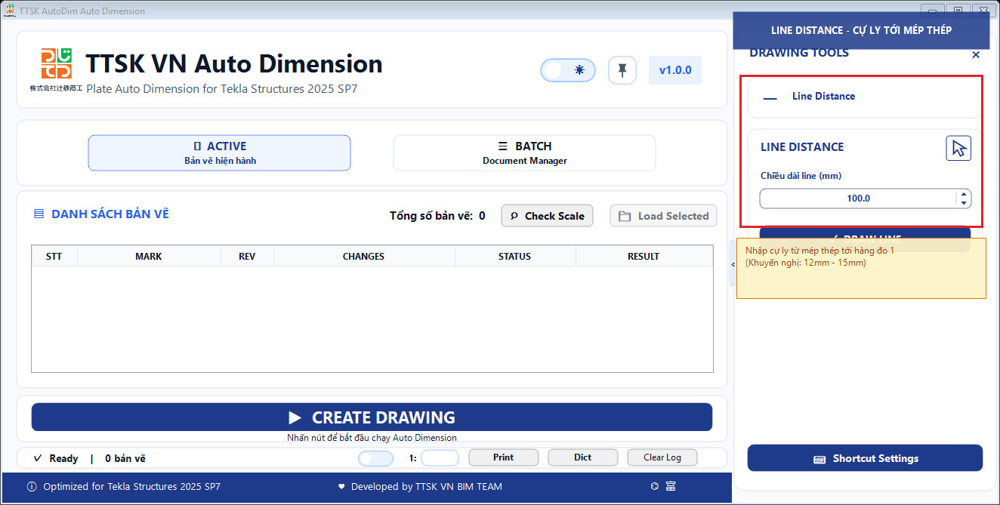 TTSK AutoDim Auto Dimension
TTSK VN Auto Dimension
株式会社辻鉄商工
Plate Auto Dimension for Tekla Structures 2025 SP7
v1.0.0
ACTIVE
Bản vẽ hiện hành
☰ BATCH
Document Manager
DANH SÁCH BẢN VẼ
Tổng số bản vẽ: 0
Check Scale
Load Selected
STT MARK REV CHANGES STATUS RESULT
▶ CREATE DRAWING
Nhấn nút để bắt đầu chạy Auto Dimension
✓ Ready | 0 bản vẽ
1:
Print
Dict
Clear Log
ⓘ Optimized for Tekla Structures 2025 SP7
♥ Developed by TTSK VN BIM TEAM
⌬ 富
LINE DISTANCE - CỰ LY TỚI MÉP THÉP
DRAWING TOOLS
✕
— Line Distance
LINE DISTANCE
Chiều dài line (mm)
100.0
DRAW LINE
<
Nhập cự ly từ mép thép tới hàng đo 1
(Khuyến nghị: 12mm - 15mm)
Shortcut Settings